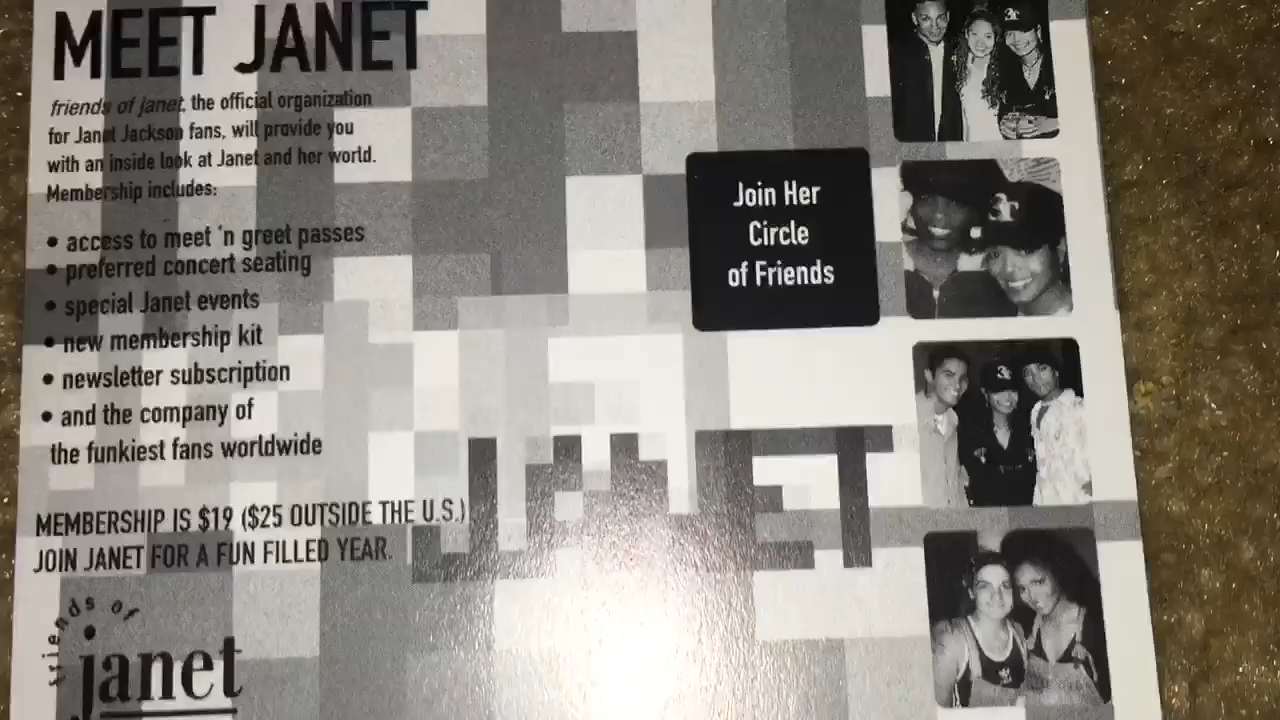 MEET JANET
friends of janet, the official organization
for Janet Jackson fans, will provide you
with an inside look at Janet and her world.
Membership includes:
• access to meet 'n greet passes
• preferred concert seating
• special Janet events
• new membership kit
• newsletter subscription
• and the company of
the funkiest fans worldwide
MEMBERSHIP IS $19 ($25 OUTSIDE THE U.S.)
JOIN JANET FOR A FUN FILLED YEAR.
friends of
janet
Join Her
Circle
of Friends
JANET
3T
3T
3T